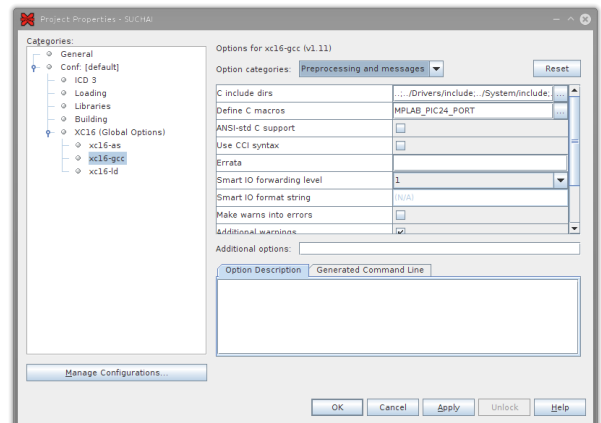 Project Properties - SUCHAI
Categories:
General
Conf: [default]
ICD 3
Loading
Libraries
Building
XC16 (Global Options)
xc16-as
xc16-gcc
xc16-ld
Manage Configurations...
Options for xc16-gcc (v1.11)
Option categories: Preprocessing and messages
Reset
C include dirs ..;../Drivers/include;../System/include; ...
Define C macros MPLAB_PIC24_PORT ...
ANSI-std C support
Use CCI syntax
Errata
Smart IO forwarding level 1
Smart IO format string (N/A)
Make warns into errors
Additional warnings
Additional options:
Option Description Generated Command Line
OK Cancel Apply Unlock Help